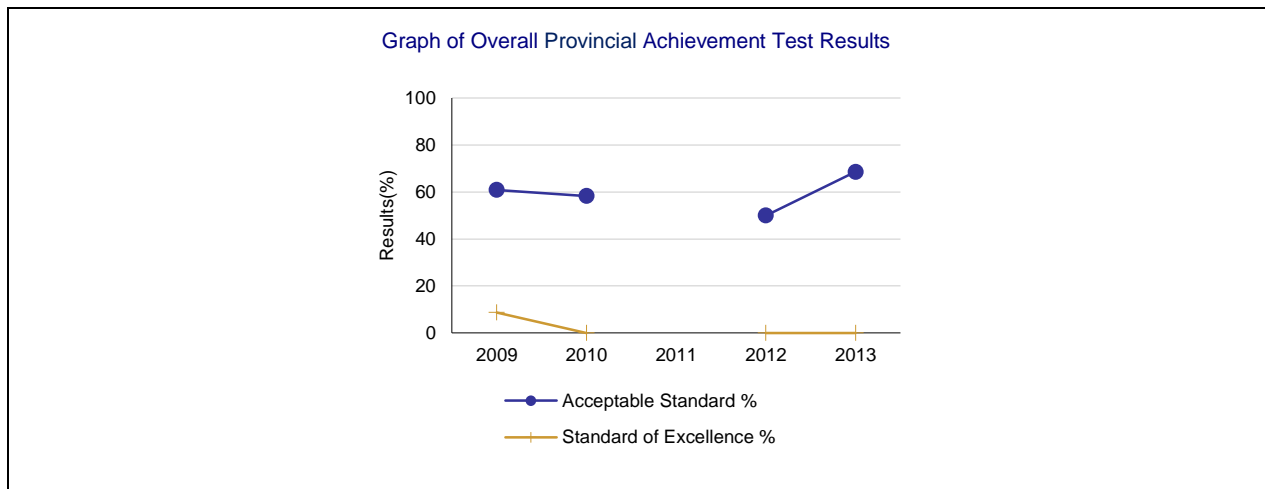 Graph of Overall Provincial Achievement Test Results
100
80
60
40
20
0
Results(%)
2009 2010 2011 2012 2013
Acceptable Standard %
Standard of Excellence %